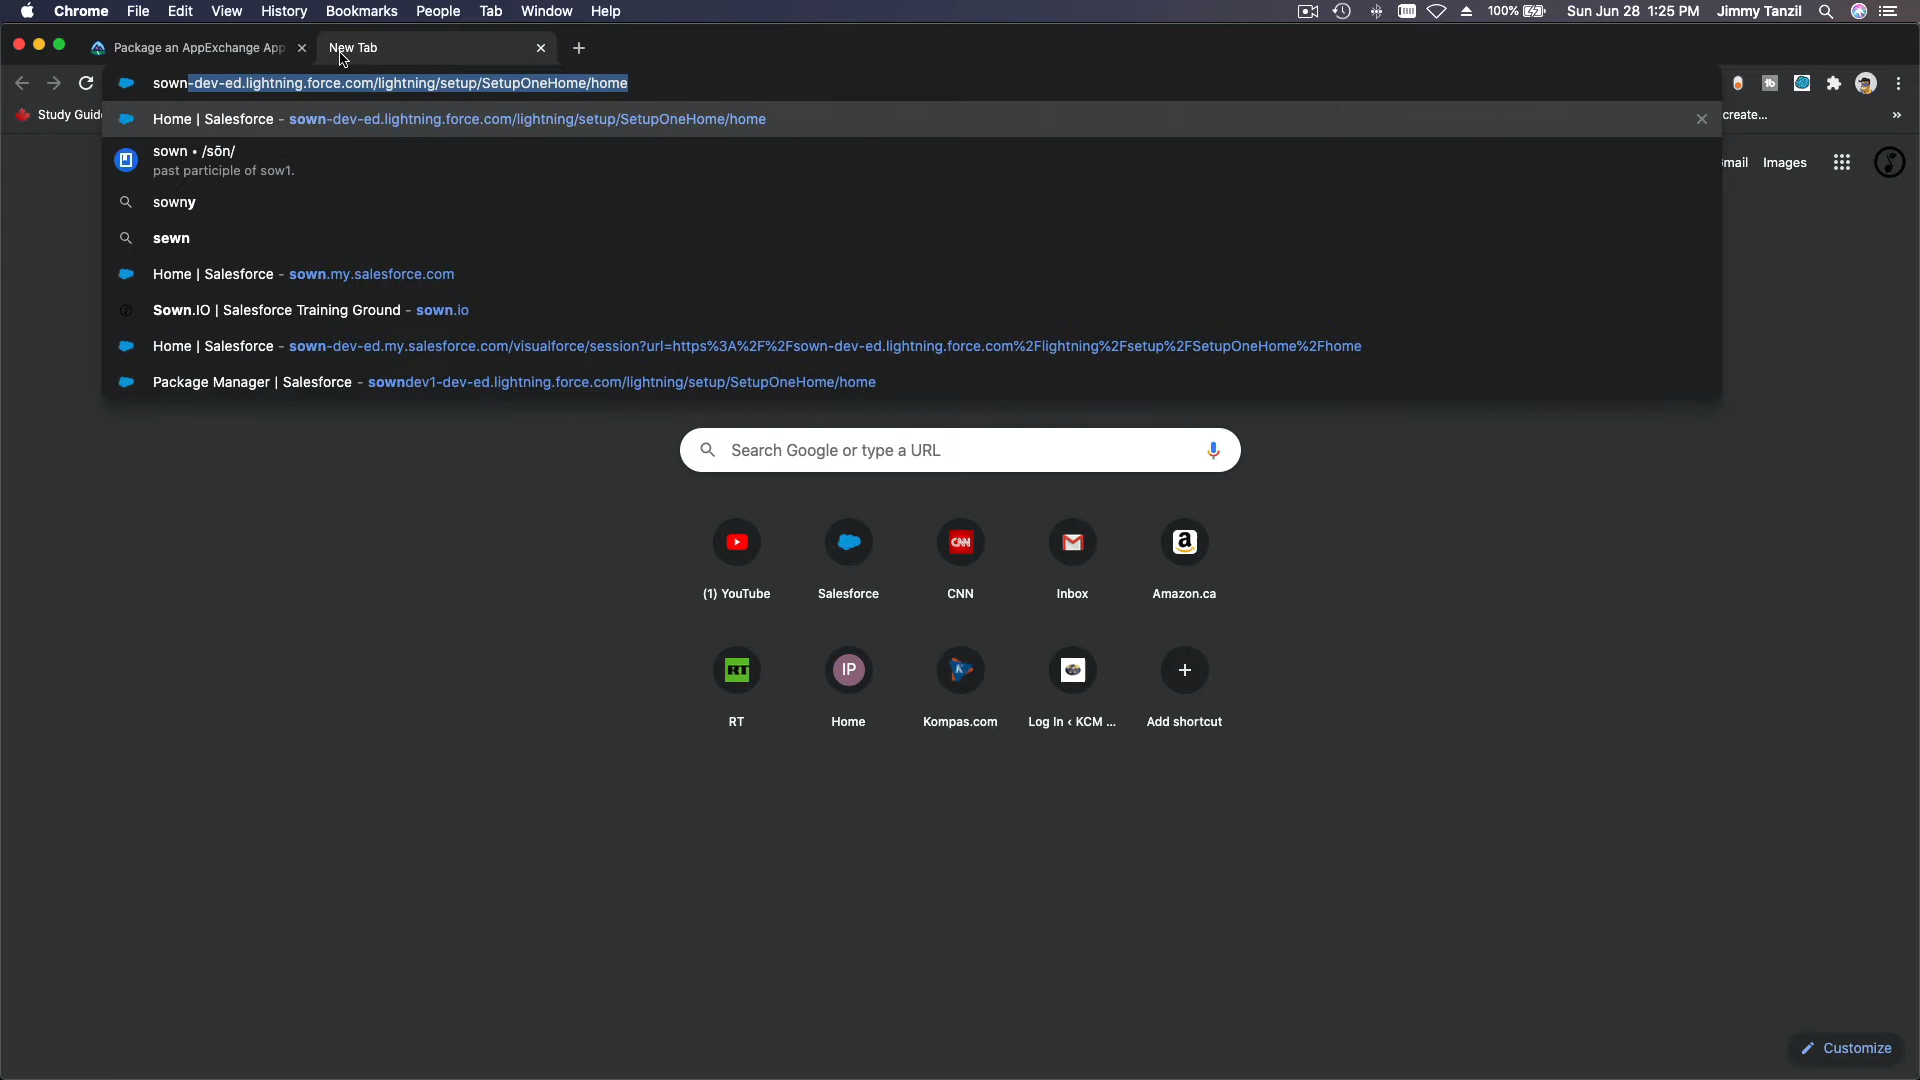 Chrome File Edit View History Bookmarks People Tab Window Help 100% Sun Jun 28 1:25 PM Jimmy Tanzil
Package an AppExchange App New Tab
sown-dev-ed.lightning.force.com/lightning/setup/SetupOneHome/home
Study Guide create... »
Home | Salesforce - sown-dev-ed.lightning.force.com/lightning/setup/SetupOneHome/home
sown • /sōn/
past participle of sow1.
mail Images
sowny
sewn
Home | Salesforce - sown.my.salesforce.com
Sown.IO | Salesforce Training Ground - sown.io
Home | Salesforce - sown-dev-ed.my.salesforce.com/visualforce/session?url=https%3A%2F%2Fsown-dev-ed.lightning.force.com%2Flightning%2Fsetup%2FSetupOneHome%2Fhome
Package Manager | Salesforce - sowndev1-dev-ed.lightning.force.com/lightning/setup/SetupOneHome/home
Search Google or type a URL
CNN a
(1) YouTube Salesforce CNN Inbox Amazon.ca
RT IP K
RT Home Kompas.com Log In ‹ KCM ... Add shortcut
Customize